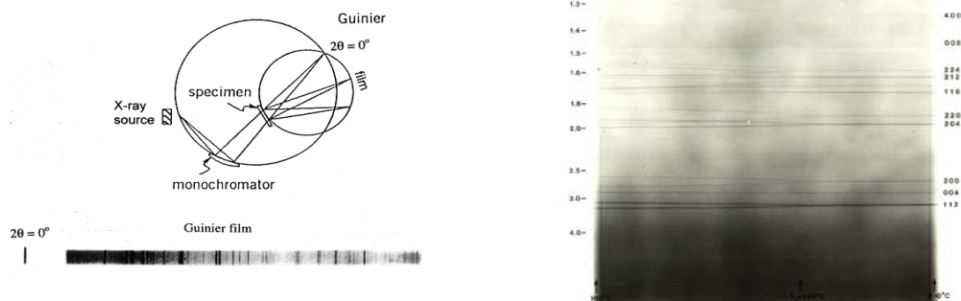 Guinier
2θ = 0°
film
specimen
X-ray
source
monochromator
Guinier film
2θ = 0°
1.3-
1.4-
1.5-
1.6-
1.8-
2.0-
2.5-
3.0-
4.0-
400
008
224
312
116
220
204
200
004
112